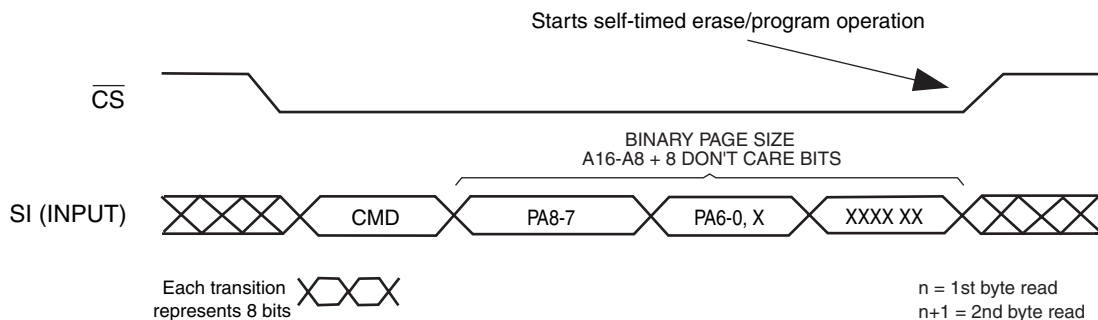 Starts self-timed erase/program operation
CS
BINARY PAGE SIZE
A16-A8 + 8 DON'T CARE BITS
SI (INPUT)
CMD
PA8-7
PA6-0, X
XXXX XX
Each transition
represents 8 bits
n = 1st byte read
n+1 = 2nd byte read